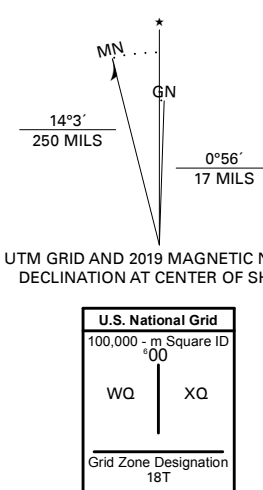 ★
MN
GN
14°3´
250 MILS
0°56´
17 MILS
UTM GRID AND 2019 MAGNETIC N
DECLINATION AT CENTER OF SH
U.S. National Grid
100,000 - m Square ID
⁶00
WQ XQ
Grid Zone Designation
18T